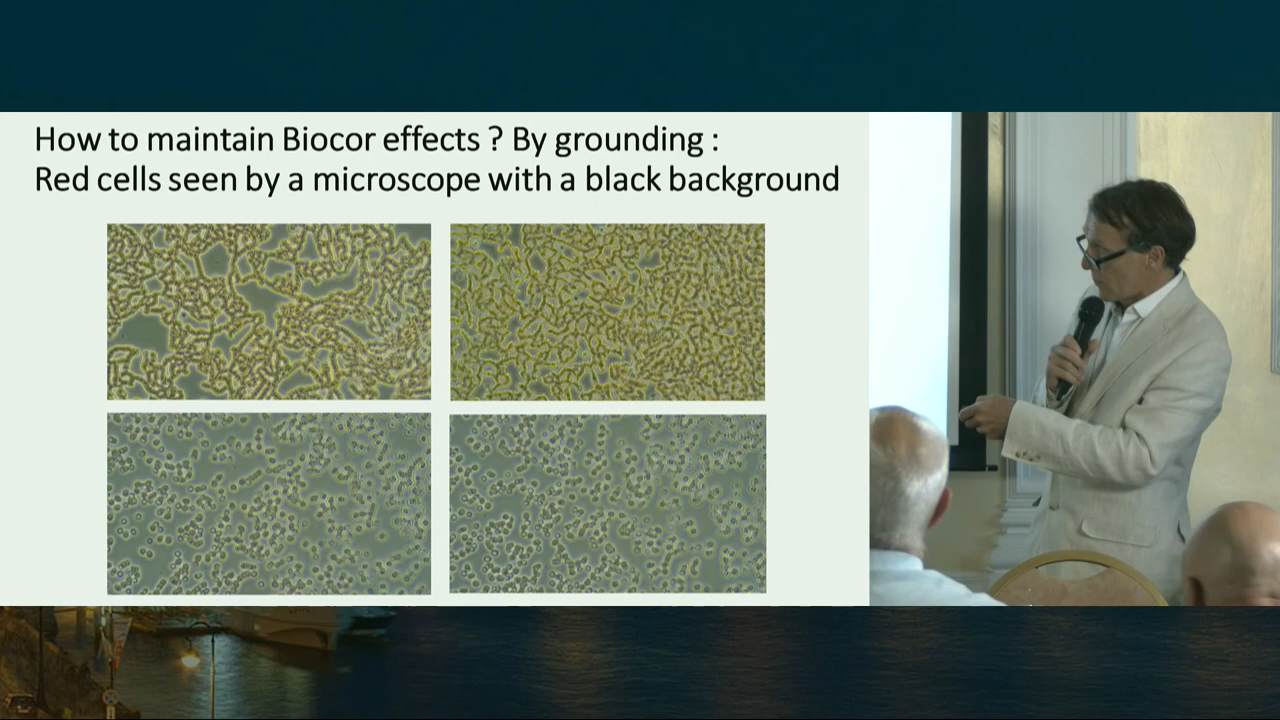 How to maintain Biocor effects ? By grounding :
Red cells seen by a microscope with a black background